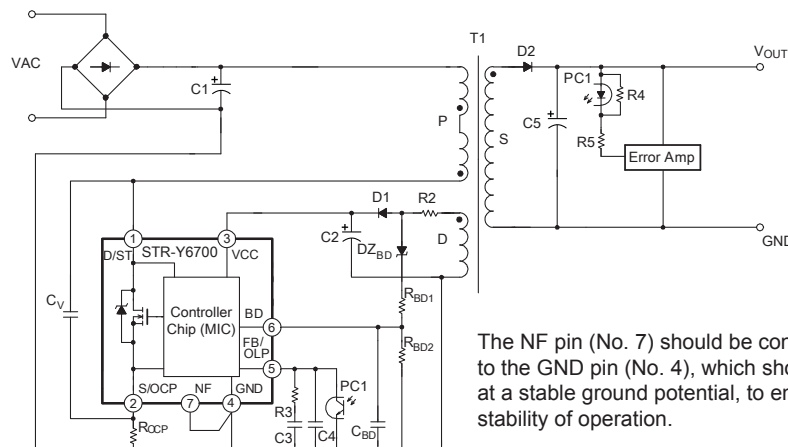 T1
D2
VOUT
VAC
C1
PC1
R4
P
S
C5
R5
Error Amp
D1
R2
GND
1
STR-Y6700
3
C2
D
D/ST
VCC
DZBD
CV
Controller
Chip (MIC)
BD
RBD1
6
FB/
OLP
RBD2
5
The NF pin (No. 7) should be con
to the GND pin (No. 4), which sho
at a stable ground potential, to en
stability of operation.
S/OCP
NF
GND
PC1
2
7
4
R3
ROCP
C3
C4
CBD